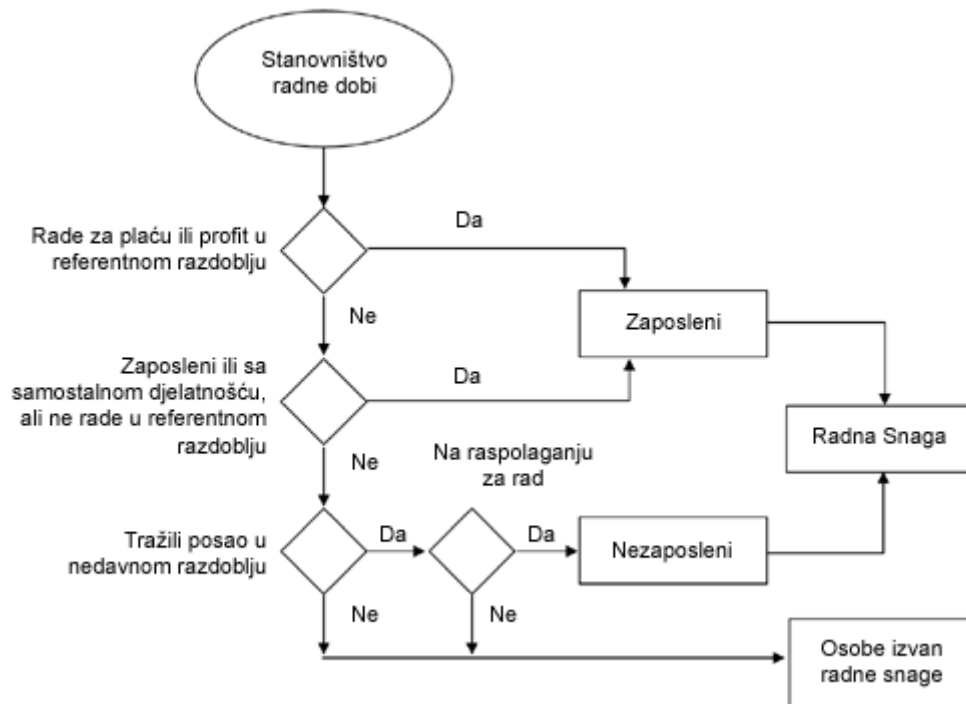 Stanovništvo
radne dobi
Da
Rade za plaću ili profit u
referentnom razdoblju
Ne
Zaposleni
Zaposleni ili sa
samostalnom djelatnošću,
ali ne rade u referentnom
razdoblju
Da
Radna Snaga
Ne
Na raspolaganju
za rad
Tražili posao u
nedavnom razdoblju
Da
Da
Nezaposleni
Ne
Ne
Osobe izvan
radne snage